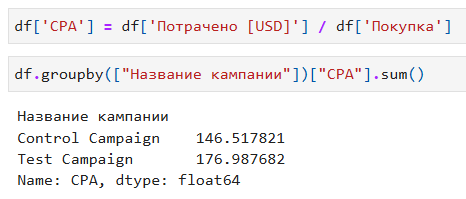 df['CPA'] = df['Потрачено [USD]'] / df['Покупка']
df.groupby(["Название кампании"])["CPA"].sum()
Название кампании
Control Campaign    146.517821
Test Campaign       176.987682
Name: CPA, dtype: float64